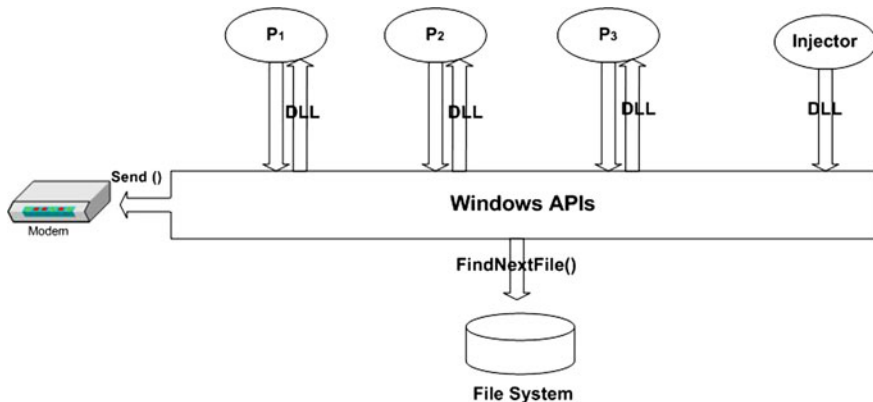 P1
P2
P3
Injector
DLL
DLL
DLL
DLL
Send ()
Windows APIs
Modem
FindNextFile()
File System